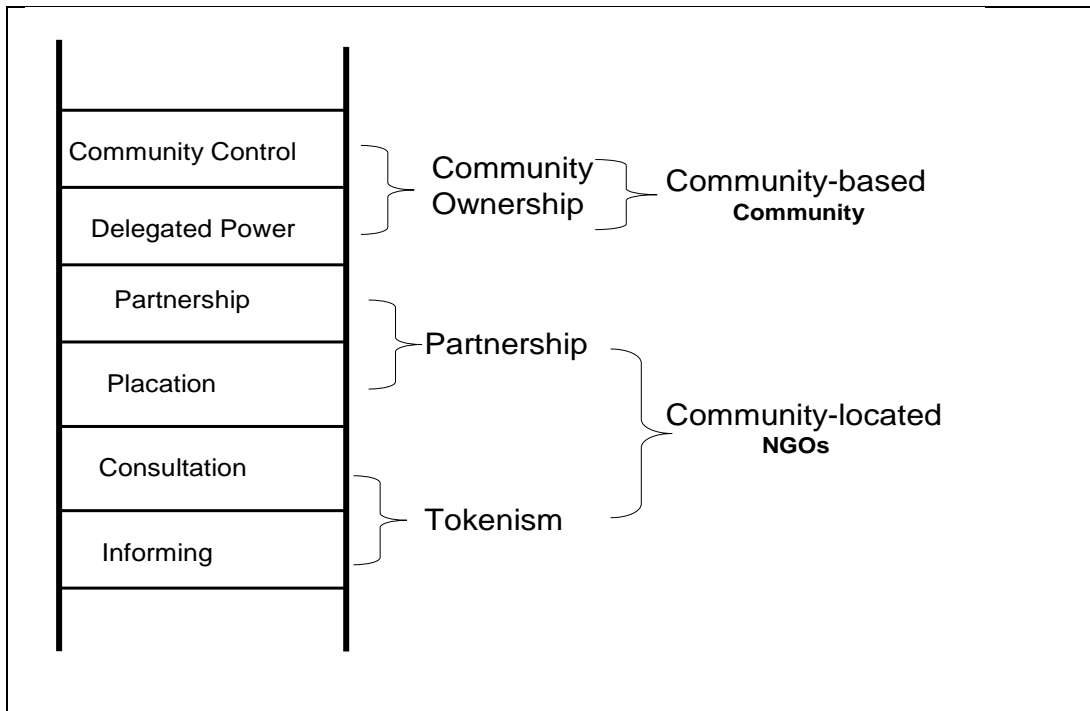 Community Control
Delegated Power
Partnership
Placation
Consultation
Informing
Community
Ownership
Partnership
Tokenism
Community-based
Community
Community-located
NGOs